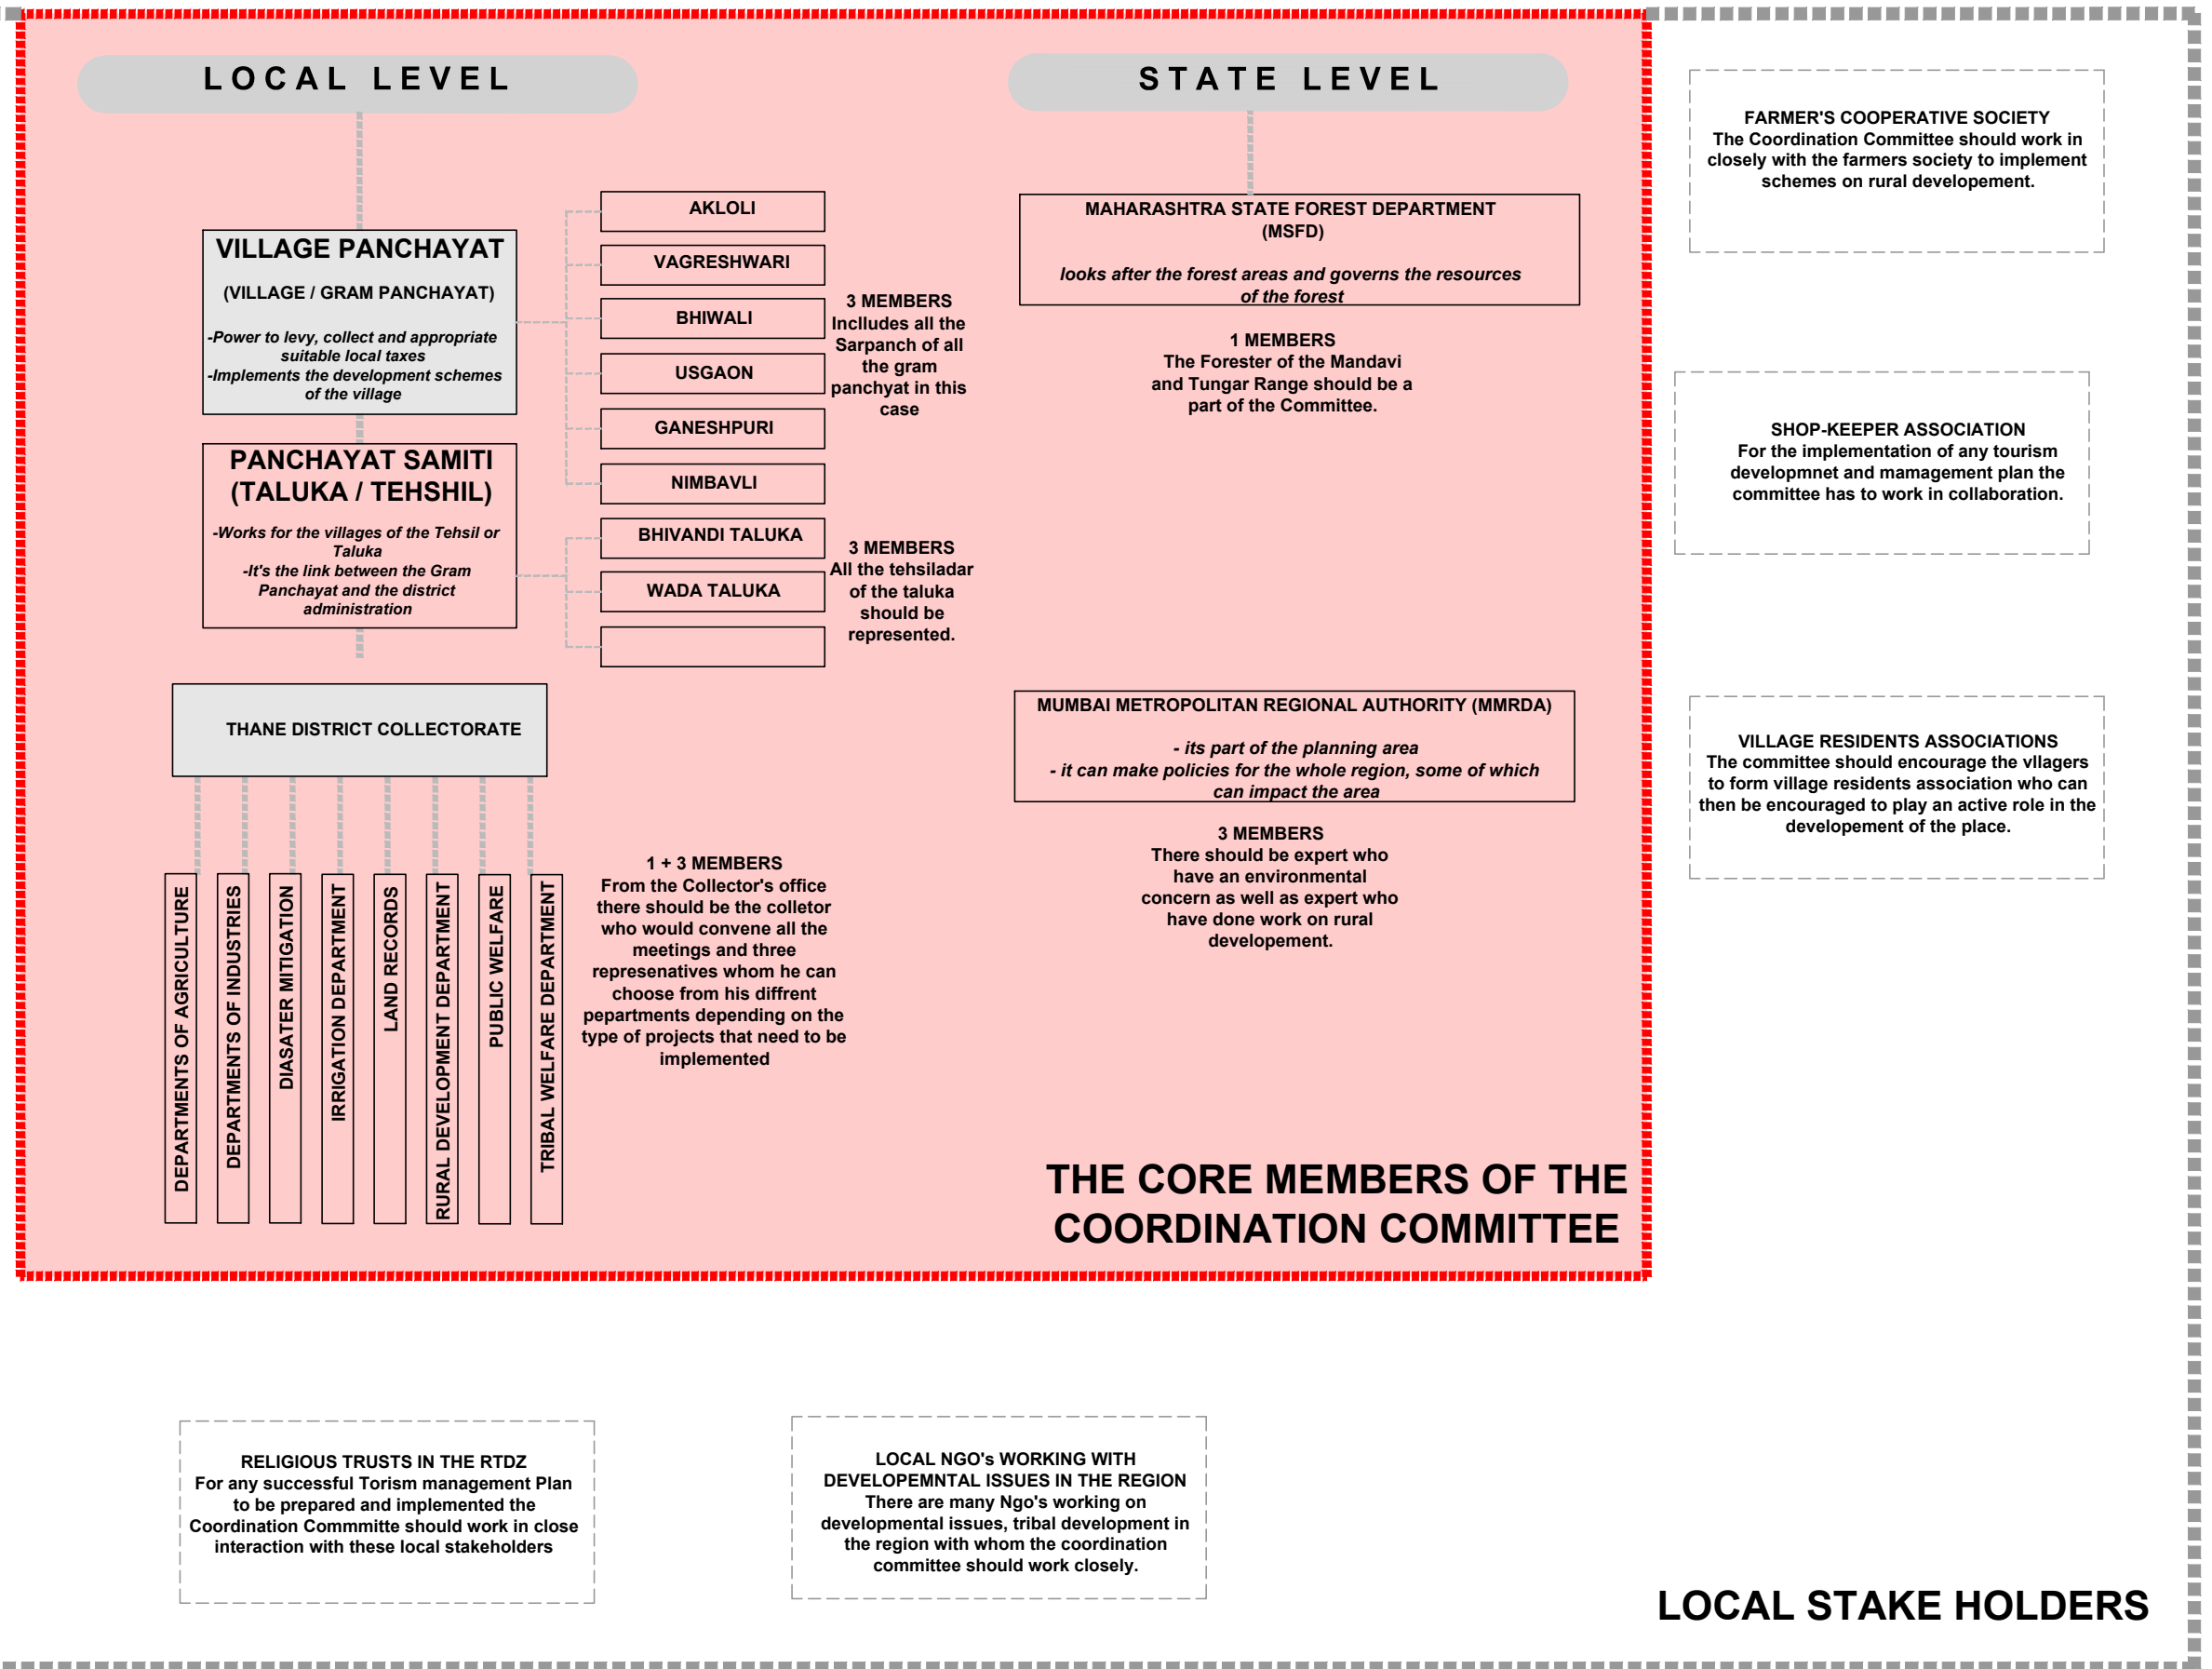 LOCAL LEVEL
VILLAGE PANCHAYAT
(VILLAGE / GRAM PANCHAYAT)
-Power to levy, collect and appropriate
suitable local taxes
-Implements the development schemes
of the village
PANCHAYAT SAMITI
(TALUKA / TEHSHIL)
-Works for the villages of the Tehsil or
Taluka
-It's the link between the Gram
Panchayat and the district
administration
AKLOLI
VAGRESHWARI
BHIWALI
USGAON
GANESHPURI
NIMBAVLI
3 MEMBERS
Inclludes all the
Sarpanch of all
the gram
panchyat in this
case
BHIVANDI TALUKA
WADA TALUKA
3 MEMBERS
All the tehsiladar
of the taluka
should be
represented.
THANE DISTRICT COLLECTORATE
DEPARTMENTS OF AGRICULTURE
DEPARTMENTS OF INDUSTRIES
DIASATER MITIGATION
IRRIGATION DEPARTMENT
LAND RECORDS
RURAL DEVELOPMENT DEPARTMENT
PUBLIC WELFARE
TRIBAL WELFARE DEPARTMENT
1 + 3 MEMBERS
From the Collector's office
there should be the colletor
who would convene all the
meetings and three
represenatives whom he can
choose from his diffrent
pepartments depending on the
type of projects that need to be
implemented
STATE LEVEL
MAHARASHTRA STATE FOREST DEPARTMENT
(MSFD)
looks after the forest areas and governs the resources
of the forest
1 MEMBERS
The Forester of the Mandavi
and Tungar Range should be a
part of the Committee.
MUMBAI METROPOLITAN REGIONAL AUTHORITY (MMRDA)
- its part of the planning area
- it can make policies for the whole region, some of which
can impact the area
3 MEMBERS
There should be expert who
have an environmental
concern as well as expert who
have done work on rural
developement.
THE CORE MEMBERS OF THE
COORDINATION COMMITTEE
FARMER'S COOPERATIVE SOCIETY
The Coordination Committee should work in
closely with the farmers society to implement
schemes on rural developement.
SHOP-KEEPER ASSOCIATION
For the implementation of any tourism
developmnet and mamagement plan the
committee has to work in collaboration.
VILLAGE RESIDENTS ASSOCIATIONS
The committee should encourage the vllagers
to form village residents association who can
then be encouraged to play an active role in the
developement of the place.
RELIGIOUS TRUSTS IN THE RTDZ
For any successful Torism management Plan
to be prepared and implemented the
Coordination Commmitte should work in close
interaction with these local stakeholders
LOCAL NGO's WORKING WITH
DEVELOPEMNTAL ISSUES IN THE REGION
There are many Ngo's working on
developmental issues, tribal development in
the region with whom the coordination
committee should work closely.
LOCAL STAKE HOLDERS